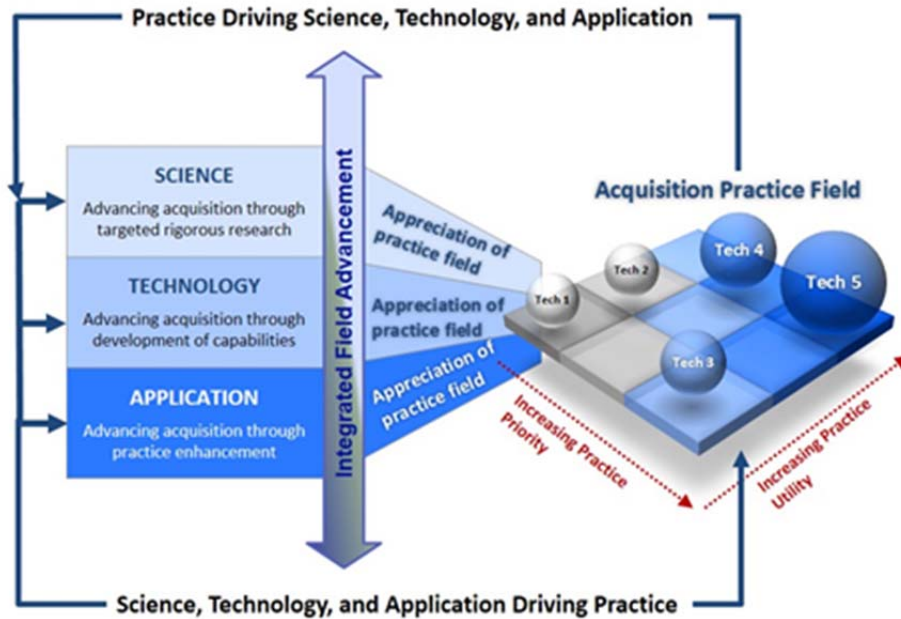 Practice Driving Science, Technology, and Application
SCIENCE
Advancing acquisition through
targeted rigorous research
TECHNOLOGY
Advancing acquisition through
development of capabilities
APPLICATION
Advancing acquisition through
practice enhancement
Integrated Field Advancement
Appreciation of
practice field
Appreciation of
practice field
Appreciation of
practice field
Acquisition Practice Field
Tech 1
Tech 2
Tech 4
Tech 5
Tech 3
Increasing Practice
Priority
Increasing Practice
Utility
Science, Technology, and Application Driving Practice